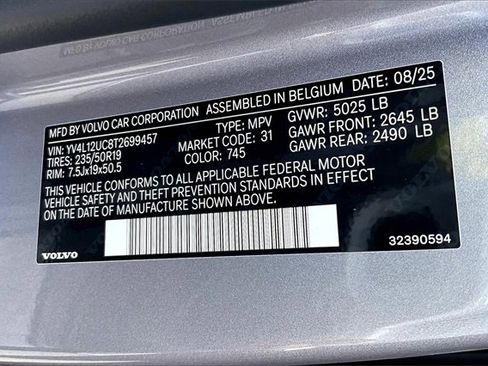 MFD BY VOLVO CAR CORPORATION ASSEMBLED IN BELGIUM DATE: 08/25
VIN: YV4L12UC8T2699457 TYPE: MPV GVWR: 5025 LB
TIRES: 235/50R19 MARKET CODE: 31 GAWR FRONT: 2645 LB
RIM: 7.5Jx19x50.5 COLOR: 745 GAWR REAR: 2490 LB
THIS VEHICLE CONFORMS TO ALL APPLICABLE FEDERAL MOTOR
VEHICLE SAFETY AND THEFT PREVENTION STANDARDS IN EFFECT
ON THE DATE OF MANUFACTURE SHOWN ABOVE.
VOLVO 32390594